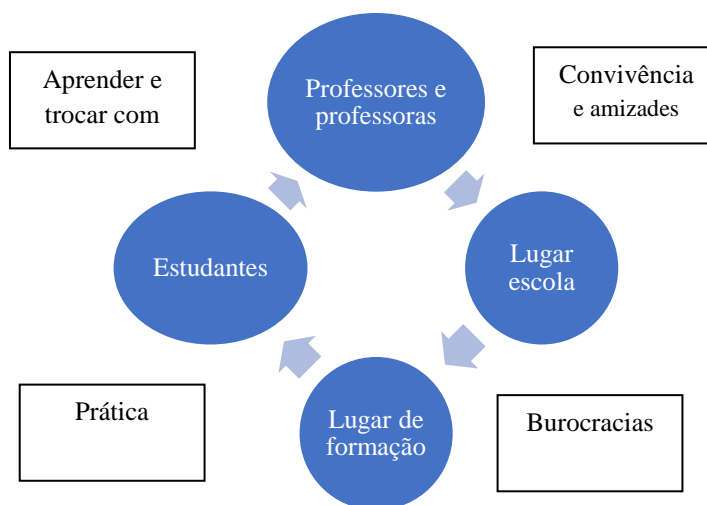 Aprender e
trocar com
Professores e
professoras
Convivência
e amizades
Estudantes
Lugar
escola
Prática
Lugar de
formação
Burocracias